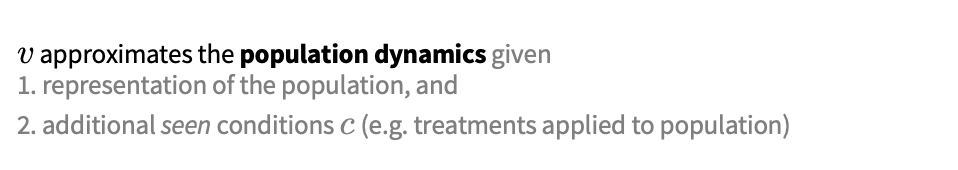 v approximates the population dynamics given
1. representation of the population, and
2. additional seen conditions c (e.g. treatments applied to population)